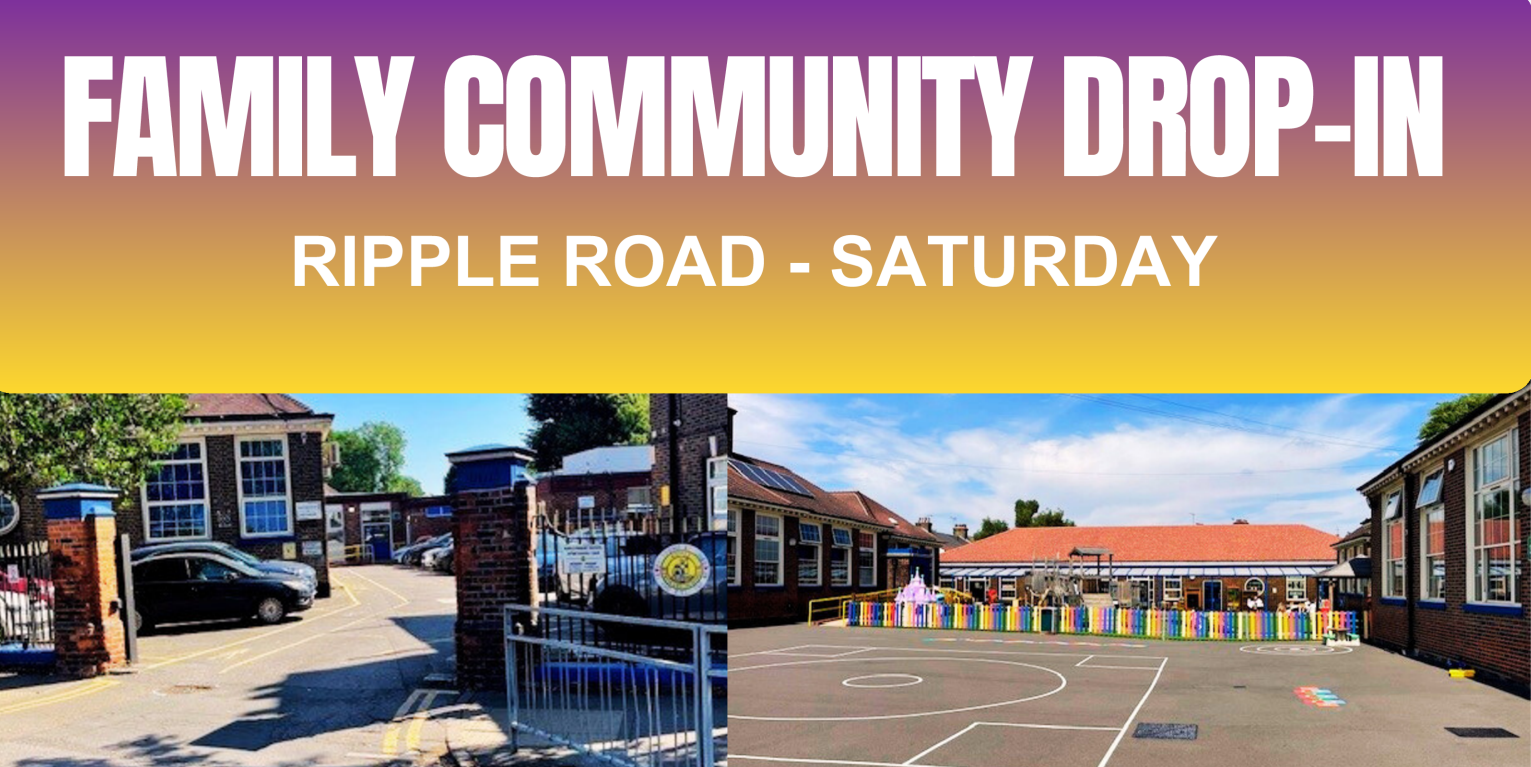 FAMILY COMMUNITY DROP-IN
RIPPLE ROAD - SATURDAY